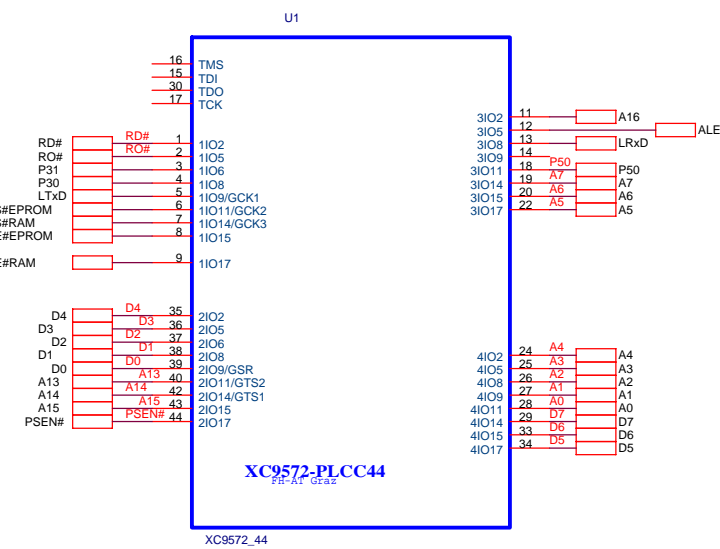 U1
16 TMS
15 TDI
30 TDO
17 TCK
RD# RD# 1 1IO2
RO# RO# 2 1IO5
P31 3 1IO6
P30 4 1IO8
LTxD 5 1IO9/GCK1
#EPROM 6 1IO11/GCK2
#RAM 7 1IO14/GCK3
#EPROM 8 1IO15
#RAM 9 1IO17
D4 D4 35 2IO2
D3 D3 36 2IO5
D2 D2 37 2IO6
D1 D1 38 2IO8
D0 D0 39 2IO9/GSR
A13 A13 40 2IO11/GTS2
A14 A14 42 2IO14/GTS1
A15 A15 43 2IO15
PSEN# PSEN# 44 2IO17
3IO2 11 A16
3IO5 12 ALE
3IO8 13 LRxD
3IO9 14
3IO11 18 P50 P50
3IO14 19 A7 A7
3IO15 20 A6 A6
3IO17 22 A5 A5
4IO2 24 A4 A4
4IO5 25 A3 A3
4IO8 26 A2 A2
4IO9 27 A1 A1
4IO11 28 A0 A0
4IO14 29 D7 D7
4IO15 33 D6 D6
4IO17 34 D5 D5
XC9572-PLCC44
FH-AT Graz
XC9572_44